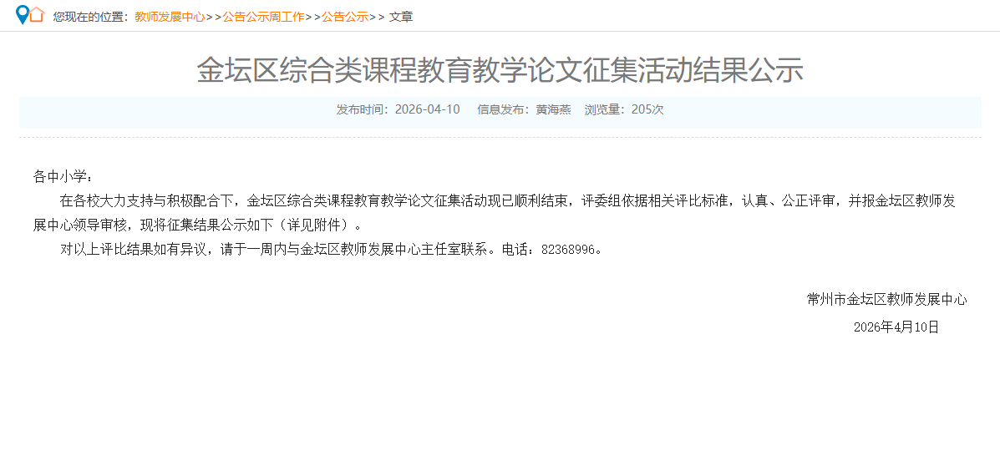 您现在的位置：教师发展中心>>公告公示周工作>>公告公示>> 文章
金坛区综合类课程教育教学论文征集活动结果公示
发布时间：2026-04-10 信息发布：黄海燕 浏览量：205次
各中小学：
在各校大力支持与积极配合下，金坛区综合类课程教育教学论文征集活动现已顺利结束，评委组依据相关评比标准，认真、公正评审，并报金坛区教师发
展中心领导审核，现将征集结果公示如下（详见附件）。
对以上评比结果如有异议，请于一周内与金坛区教师发展中心主任室联系。电话：82368996。
常州市金坛区教师发展中心
2026年4月10日